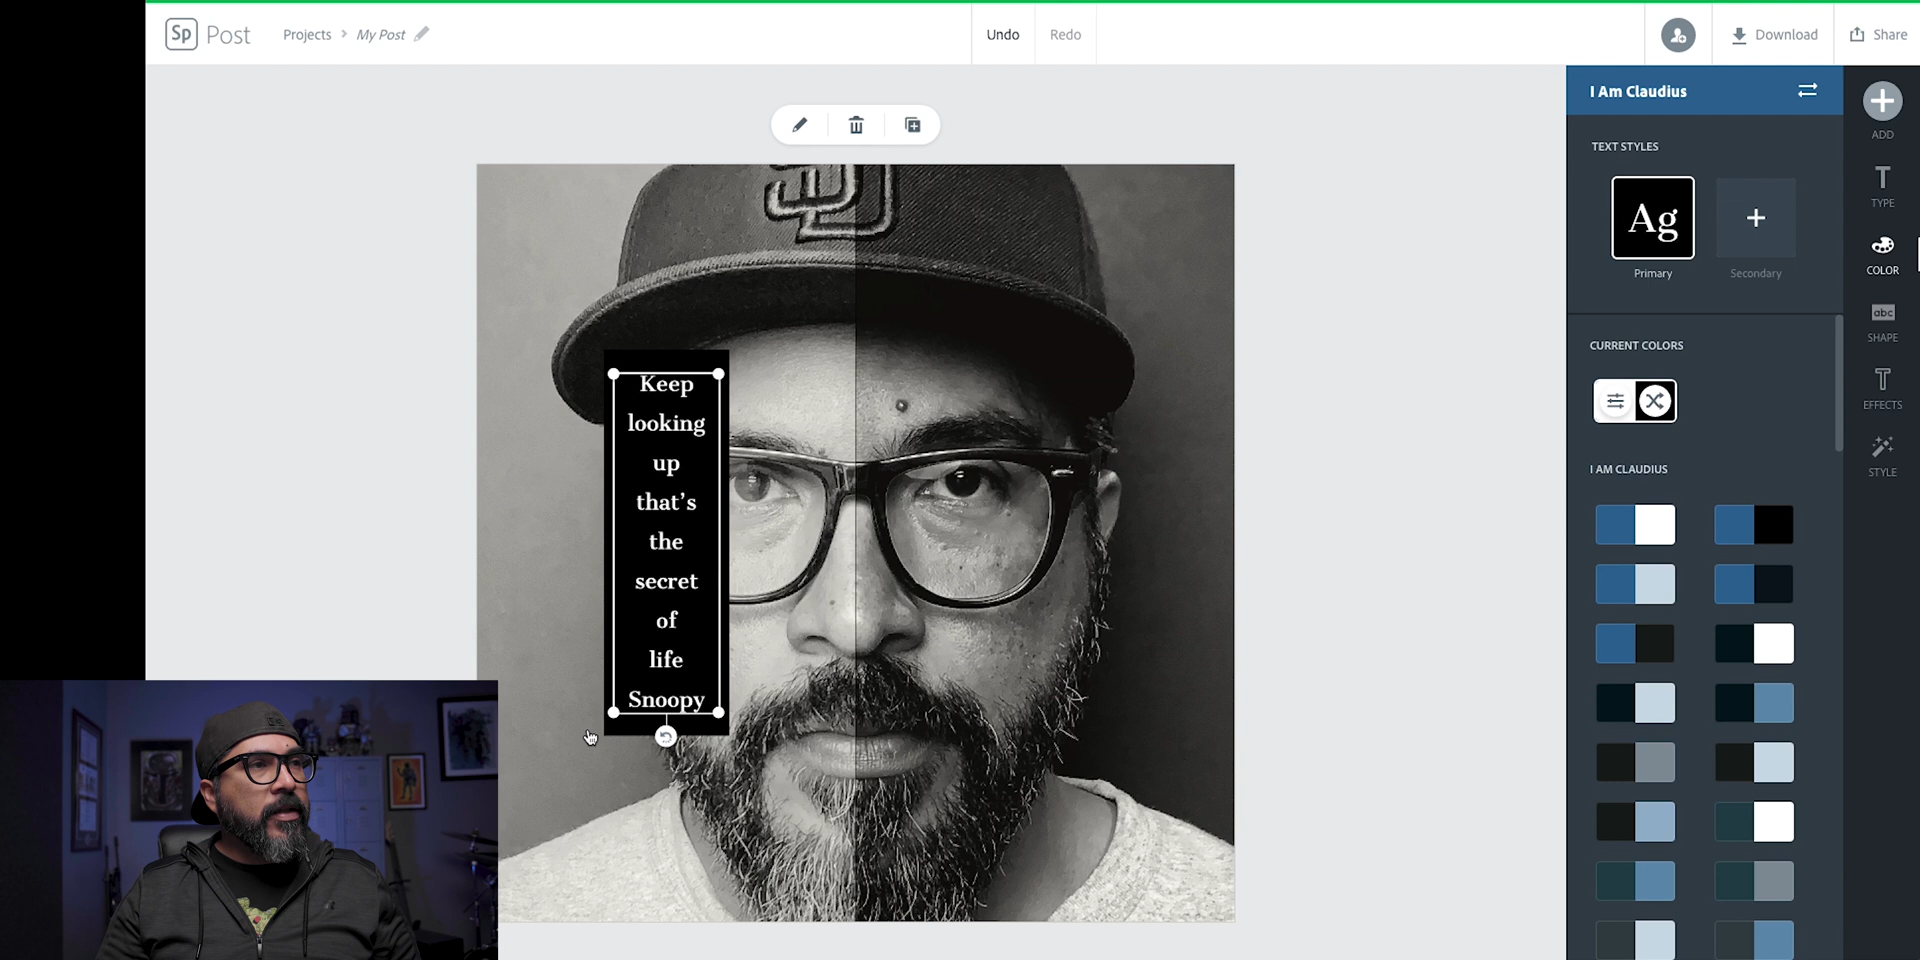 Sp Post
Projects > My Post
Undo
Redo
Download
Share
I Am Claudius
TEXT STYLES
Ag
Primary
+
Secondary
CURRENT COLORS
I AM CLAUDIUS
ADD
T
TYPE
COLOR
abc
SHAPE
T
EFFECTS
STYLE
SD
Keep
looking
up
that’s
the
secret
of
life
Snoopy